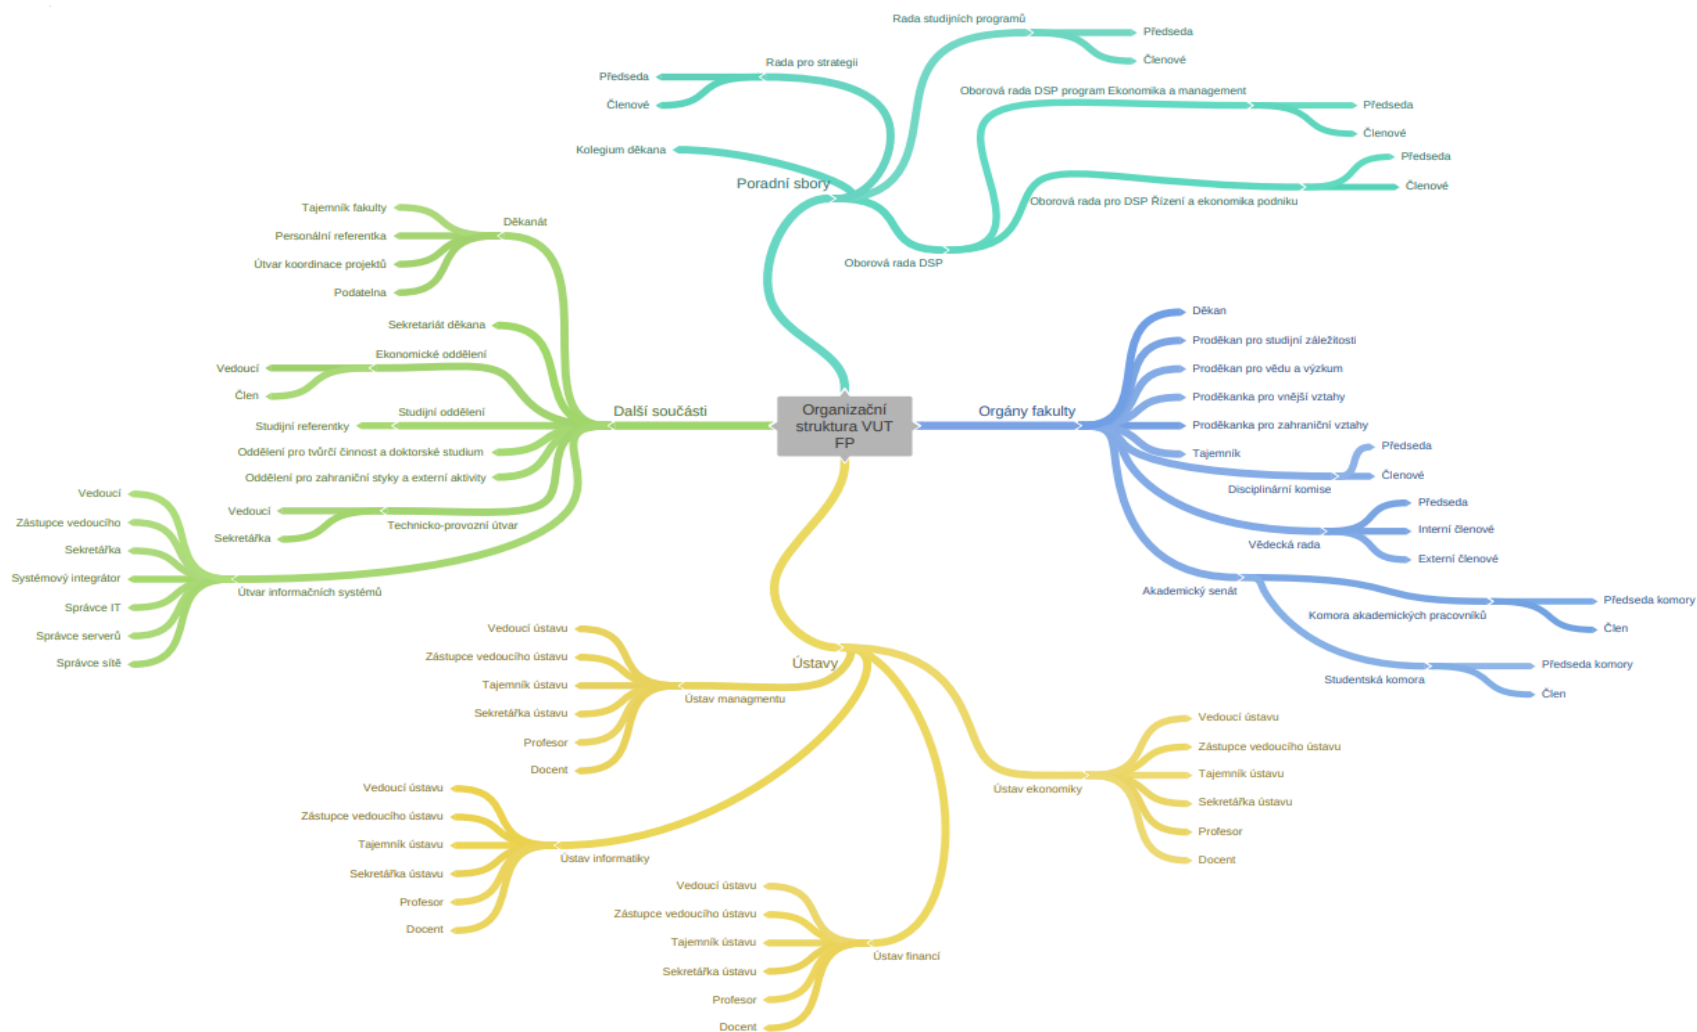 Organizační
struktura VUT
FP
Poradní sbory
Rada pro strategii
Předseda
Členové
Kolegium děkana
Rada studijních programů
Předseda
Členové
Oborová rada DSP
Oborová rada DSP program Ekonomika a management
Předseda
Členové
Oborová rada pro DSP Řízení a ekonomika podniku
Předseda
Členové
Orgány fakulty
Děkan
Proděkan pro studijní záležitosti
Proděkan pro vědu a výzkum
Proděkanka pro vnější vztahy
Proděkanka pro zahraniční vztahy
Tajemník
Disciplinární komise
Předseda
Členové
Vědecká rada
Předseda
Interní členové
Externí členové
Akademický senát
Komora akademických pracovníků
Předseda komory
Člen
Studentská komora
Předseda komory
Člen
Další součásti
Děkanát
Tajemník fakulty
Personální referentka
Útvar koordinace projektů
Podatelna
Sekretariát děkana
Ekonomické oddělení
Vedoucí
Člen
Studijní oddělení
Studijní referentky
Oddělení pro tvůrčí činnost a doktorské studium
Oddělení pro zahraniční styky a externí aktivity
Technicko-provozní útvar
Vedoucí
Sekretářka
Útvar informačních systémů
Vedoucí
Zástupce vedoucího
Sekretářka
Systémový integrátor
Správce IT
Správce serverů
Správce sítě
Ústavy
Ústav managmentu
Vedoucí ústavu
Zástupce vedoucího ústavu
Tajemník ústavu
Sekretářka ústavu
Profesor
Docent
Ústav informatiky
Vedoucí ústavu
Zástupce vedoucího ústavu
Tajemník ústavu
Sekretářka ústavu
Profesor
Docent
Ústav financí
Vedoucí ústavu
Zástupce vedoucího ústavu
Tajemník ústavu
Sekretářka ústavu
Profesor
Docent
Ústav ekonomiky
Vedoucí ústavu
Zástupce vedoucího ústavu
Tajemník ústavu
Sekretářka ústavu
Profesor
Docent